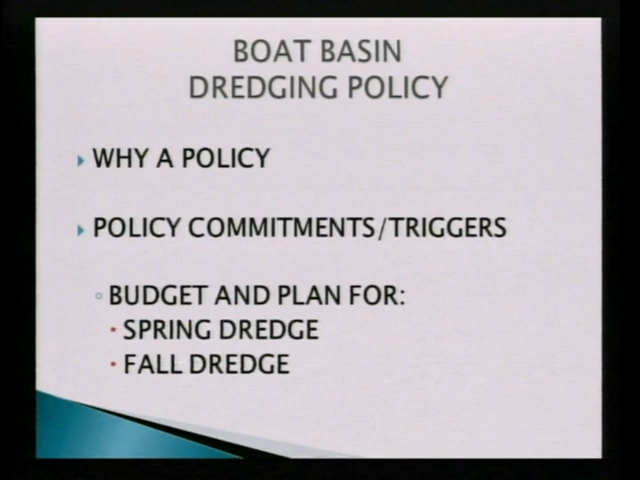 BOAT BASIN
DREDGING POLICY
WHY A POLICY
POLICY COMMITMENTS/TRIGGERS
BUDGET AND PLAN FOR:
SPRING DREDGE
FALL DREDGE